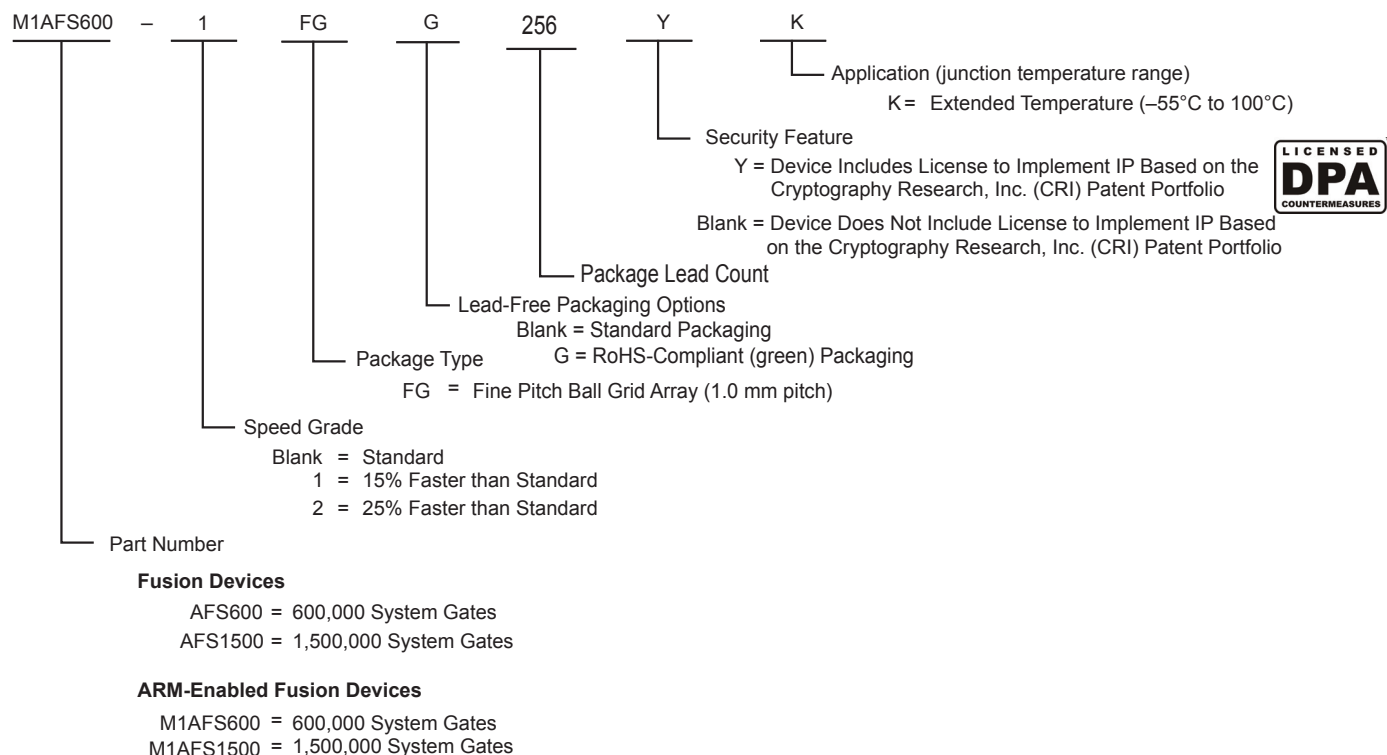 M1AFS600 – 1 FG G 256 Y K
Application (junction temperature range)
K = Extended Temperature (–55°C to 100°C)
Security Feature
Y = Device Includes License to Implement IP Based on the
Cryptography Research, Inc. (CRI) Patent Portfolio
LICENSED
DPA
COUNTERMEASURES
Blank = Device Does Not Include License to Implement IP Based
on the Cryptography Research, Inc. (CRI) Patent Portfolio
Package Lead Count
Lead-Free Packaging Options
Blank = Standard Packaging
G = RoHS-Compliant (green) Packaging
Package Type
FG = Fine Pitch Ball Grid Array (1.0 mm pitch)
Speed Grade
Blank = Standard
1 = 15% Faster than Standard
2 = 25% Faster than Standard
Part Number
Fusion Devices
AFS600 = 600,000 System Gates
AFS1500 = 1,500,000 System Gates
ARM-Enabled Fusion Devices
M1AFS600 = 600,000 System Gates
M1AFS1500 = 1,500,000 System Gates